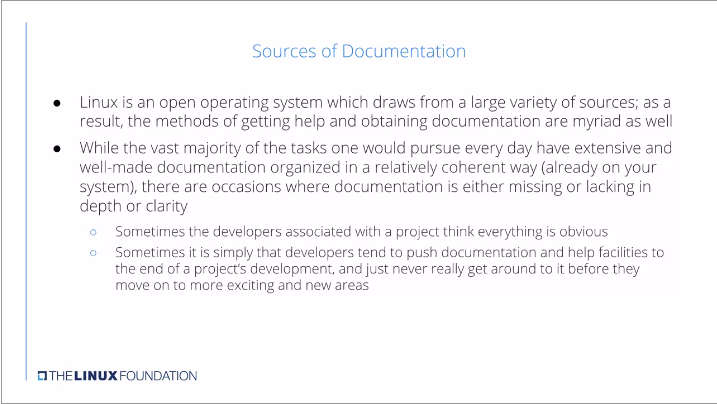 Sources of Documentation
● Linux is an open operating system which draws from a large variety of sources; as a
result, the methods of getting help and obtaining documentation are myriad as well
● While the vast majority of the tasks one would pursue every day have extensive and
well-made documentation organized in a relatively coherent way (already on your
system), there are occasions where documentation is either missing or lacking in
depth or clarity
○ Sometimes the developers associated with a project think everything is obvious
○ Sometimes it is simply that developers tend to push documentation and help facilities to
the end of a project's development, and just never really get around to it before they
move on to more exciting and new areas
THE LINUX FOUNDATION